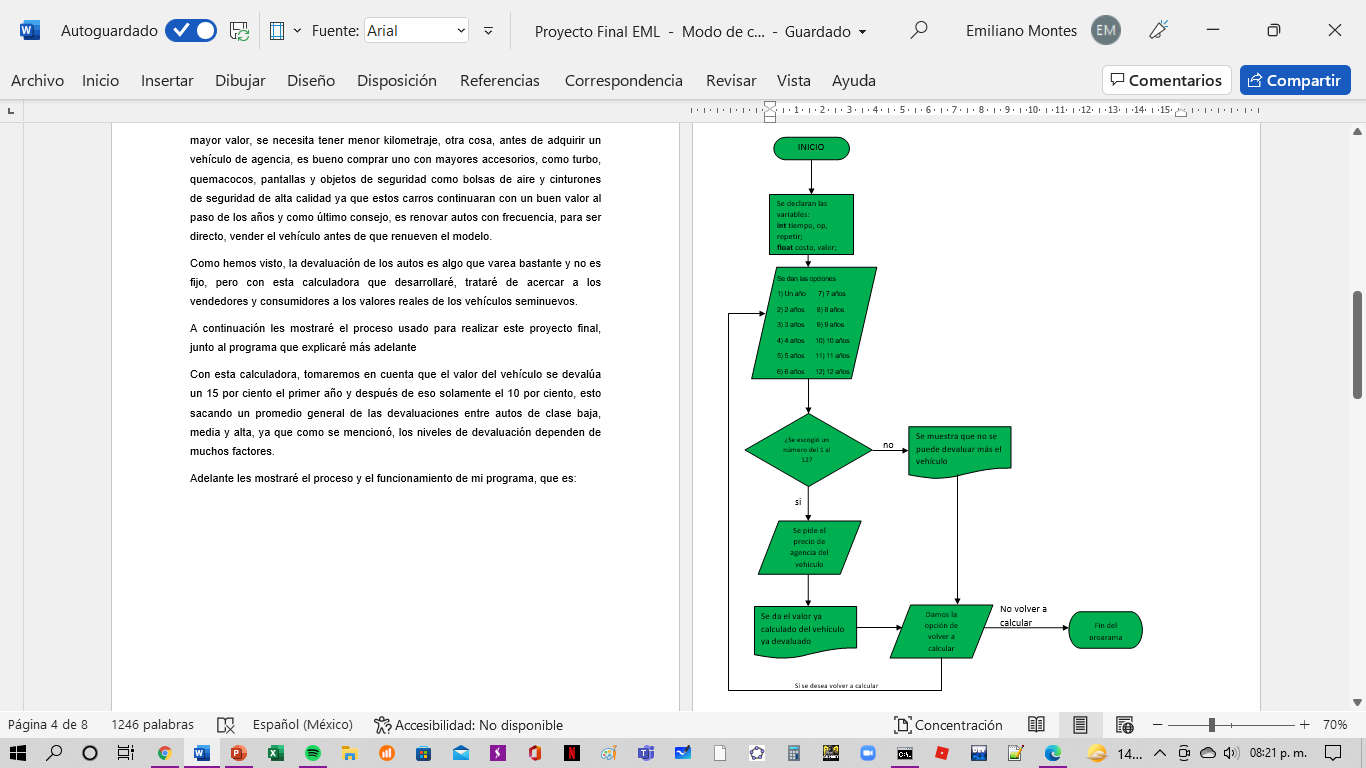 Autoguardado
Fuente: Arial
Proyecto Final EML - Modo de c... - Guardado
Emiliano Montes
EM
Archivo Inicio Insertar Dibujar Diseño Disposición Referencias Correspondencia Revisar Vista Ayuda
Comentarios
Compartir
1 2 3 4 5 6 7 8 9 10 11 12 13 14 15
mayor valor, se necesita tener menor kilometraje, otra cosa, antes de adquirir un
vehículo de agencia, es bueno comprar uno con mayores accesorios, como turbo,
quemacocos, pantallas y objetos de seguridad como bolsas de aire y cinturones
de seguridad de alta calidad ya que estos carros continuaran con un buen valor al
paso de los años y como último consejo, es renovar autos con frecuencia, para ser
directo, vender el vehículo antes de que renueven el modelo.
Como hemos visto, la devaluación de los autos es algo que varea bastante y no es
fijo, pero con esta calculadora que desarrollaré, trataré de acercar a los
vendedores y consumidores a los valores reales de los vehículos seminuevos.
A continuación les mostraré el proceso usado para realizar este proyecto final,
junto al programa que explicaré más adelante
Con esta calculadora, tomaremos en cuenta que el valor del vehículo se devalúa
un 15 por ciento el primer año y después de eso solamente el 10 por ciento, esto
sacando un promedio general de las devaluaciones entre autos de clase baja,
media y alta, ya que como se mencionó, los niveles de devaluación dependen de
muchos factores.
Adelante les mostraré el proceso y el funcionamiento de mi programa, que es:
INICIO
Se declaran las
variables:
int tiempo, op,
repetir;
float costo, valor;
Se dan las opciones
1) Un año 7) 7 años
2) 2 años 8) 8 años
3) 3 años 9) 9 años
4) 4 años 10) 10 años
5) 5 años 11) 11 años
6) 6 años 12) 12 años
¿Se escogió un
número del 1 al
12?
no
Se muestra que no se
puede devaluar más el
vehículo
si
Se pide el
precio de
agencia del
vehículo
Se da el valor ya
calculado del vehículo
ya devaluado
Damos la
opción de
volver a
calcular
No volver a
calcular
Fin del
programa
Si se desea volver a calcular
Página 4 de 8
1246 palabras
Español (México)
Accesibilidad: No disponible
Concentración
70%
14...
08:21 p. m.